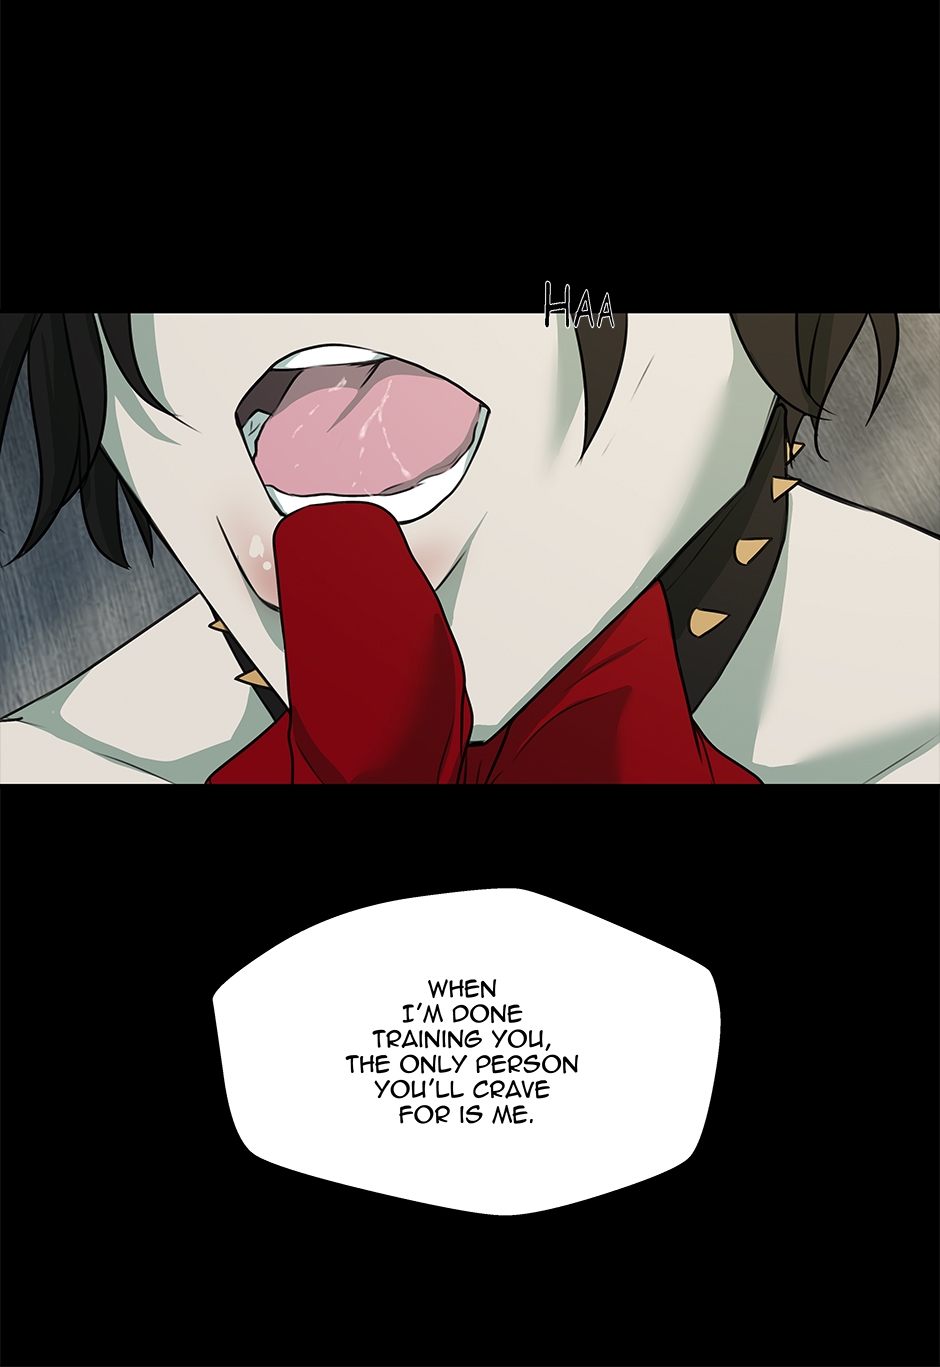 HAA
WHEN
I'M DONE
TRAINING YOU,
THE ONLY PERSON
YOU'LL CRAVE
FOR IS ME.